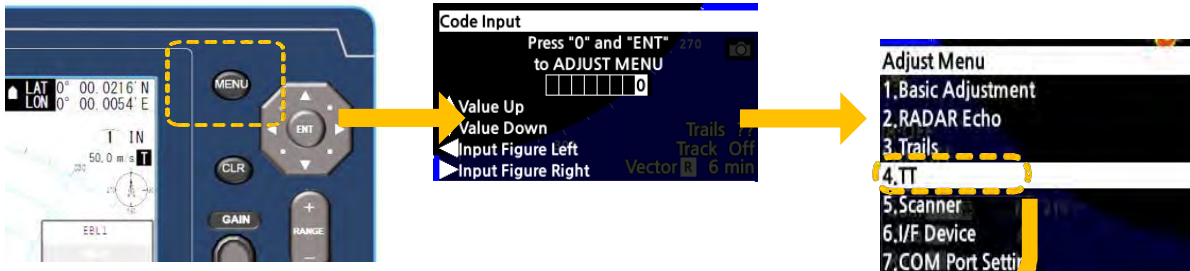 LAT 0° 00.0216' N
LON 0° 00.0054' E
T IN
50.0 m s T
EBL1
MENU
ENT
CLR
GAIN
+
RANGE
−
Code Input
Press "0" and "ENT"
to ADJUST MENU
270
0
Value Up
Value Down
Input Figure Left
Input Figure Right
Trails ??
Track Off
Vector R 6 min
Adjust Menu
1.Basic Adjustment
2.RADAR Echo
3.Trails
4.TT
5.Scanner
6.I/F Device
7.COM Port Settin